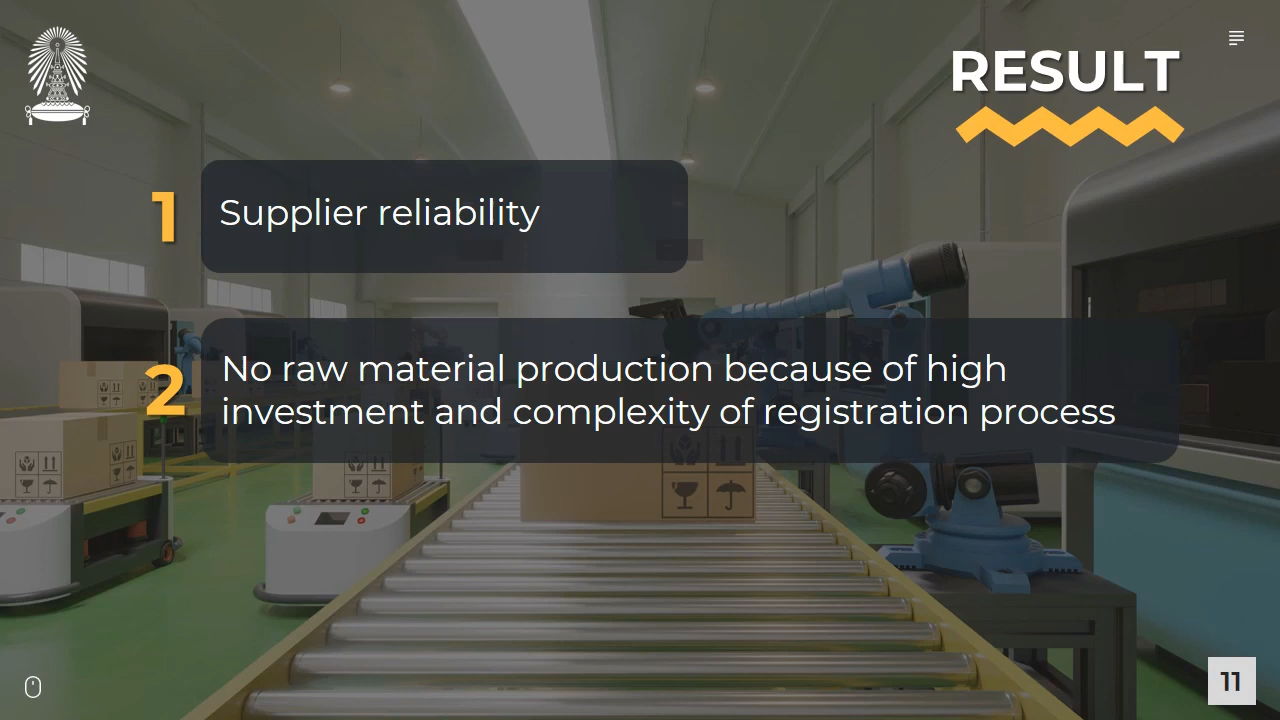 RESULT
1
Supplier reliability
2
No raw material production because of high
investment and complexity of registration process
11